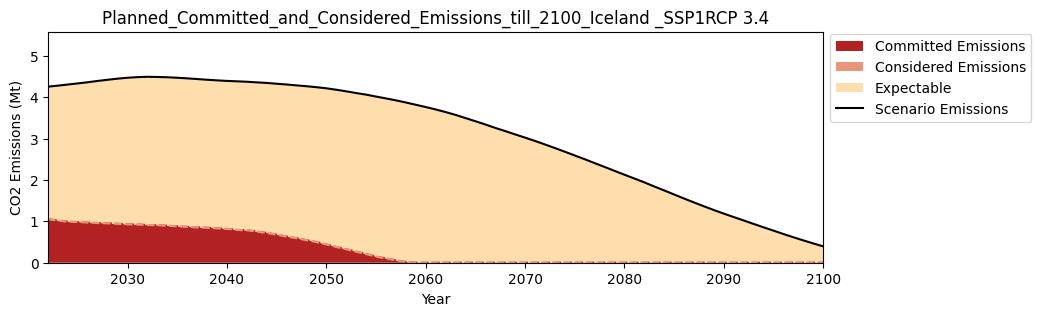 Planned_Committed_and_Considered_Emissions_till_2100_Iceland _SSP1RCP 3.4
CO2 Emissions (Mt)
5
4
3
2
1
0
2030 2040 2050 2060 2070 2080 2090 2100
Year
Committed Emissions
Considered Emissions
Expectable
Scenario Emissions